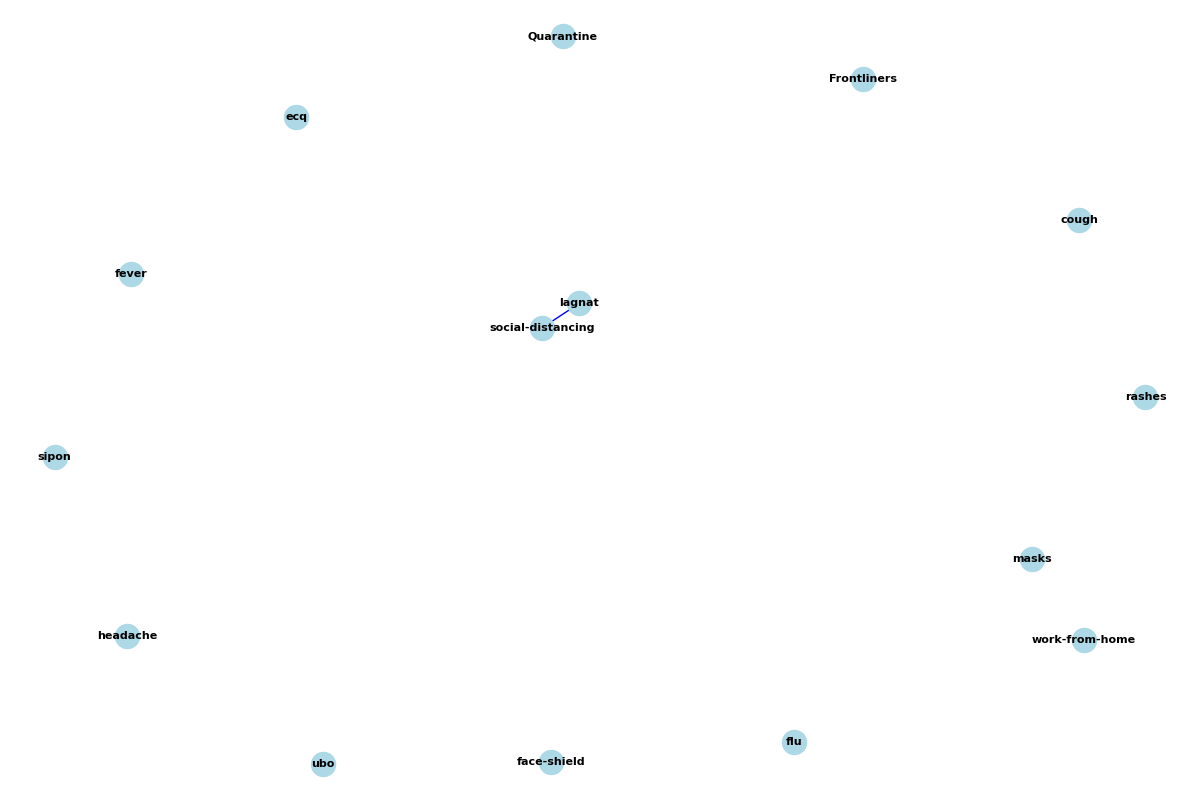 Quarantine
Frontliners
ecq
cough
fever
lagnat
social-distancing
rashes
sipon
masks
headache
work-from-home
flu
face-shield
ubo